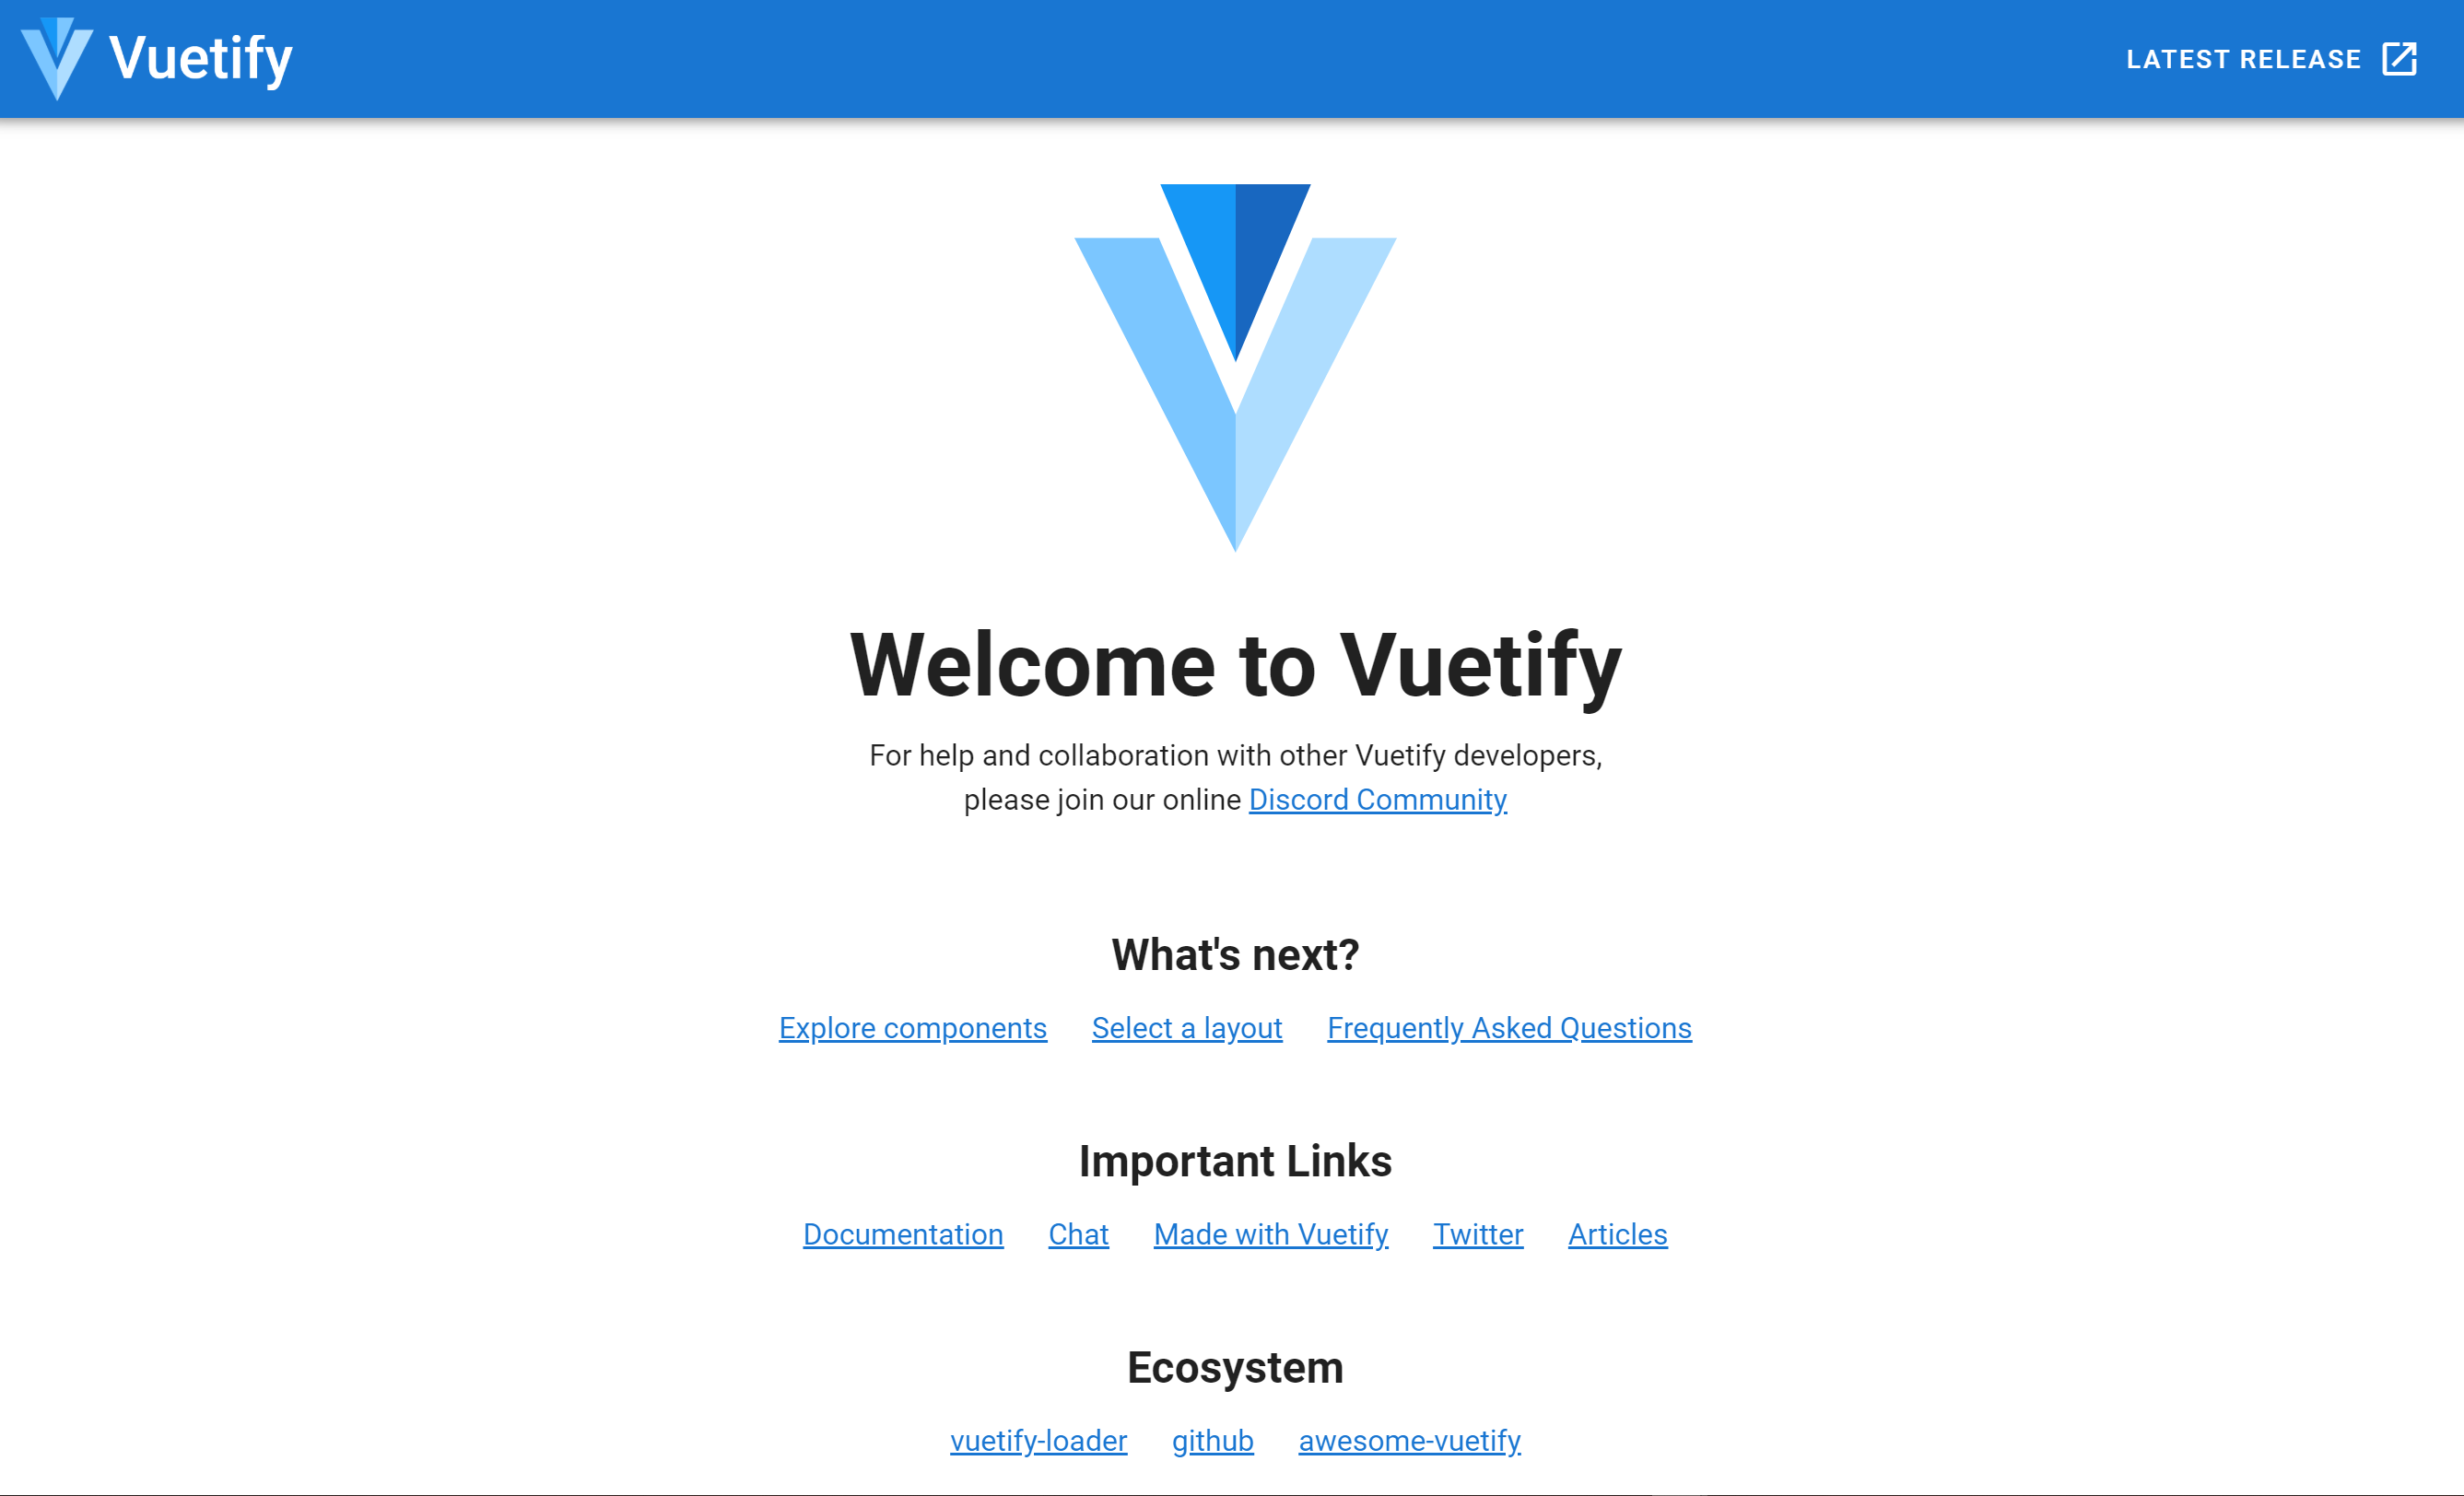 Vuetify
LATEST RELEASE
Welcome to Vuetify
For help and collaboration with other Vuetify developers,
please join our online Discord Community
What's next?
Explore components Select a layout Frequently Asked Questions
Important Links
Documentation Chat Made with Vuetify Twitter Articles
Ecosystem
vuetify-loader github awesome-vuetify